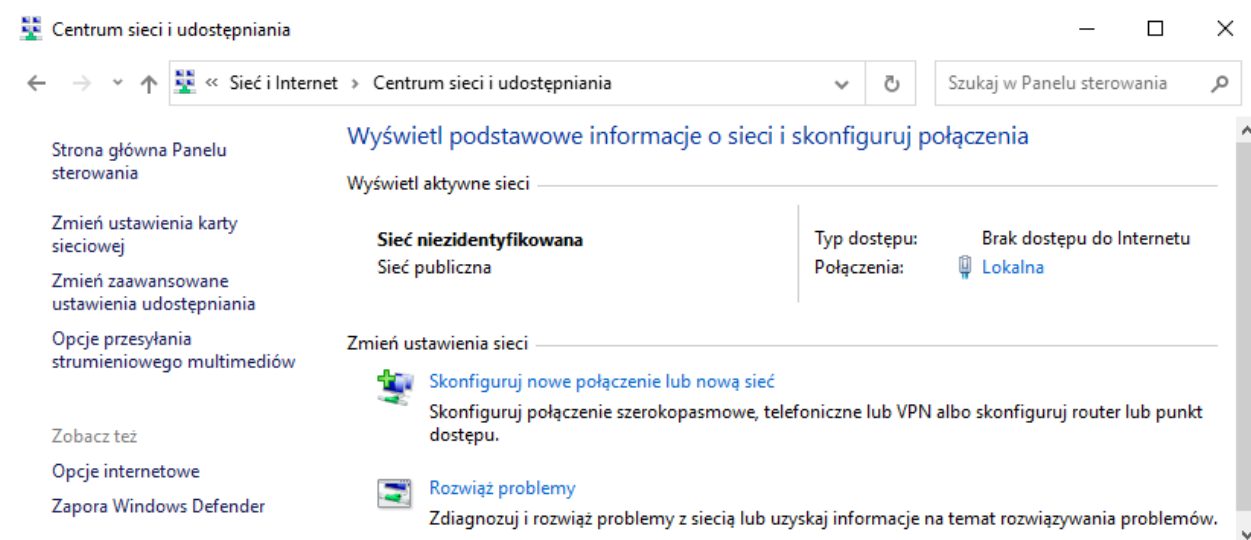 Centrum sieci i udostępniania
« Sieć i Internet > Centrum sieci i udostępniania
Szukaj w Panelu sterowania
Strona główna Panelu
sterowania
Zmień ustawienia karty
sieciowej
Zmień zaawansowane
ustawienia udostępniania
Opcje przesyłania
strumieniowego multimediów
Zobacz też
Opcje internetowe
Zapora Windows Defender
Wyświetl podstawowe informacje o sieci i skonfiguruj połączenia
Wyświetl aktywne sieci
Sieć niezidentyfikowana
Sieć publiczna
Typ dostępu: Brak dostępu do Internetu
Połączenia: Lokalna
Zmień ustawienia sieci
Skonfiguruj nowe połączenie lub nową sieć
Skonfiguruj połączenie szerokopasmowe, telefoniczne lub VPN albo skonfiguruj router lub punkt
dostępu.
Rozwiąż problemy
Zdiagnozuj i rozwiąż problemy z siecią lub uzyskaj informacje na temat rozwiązywania problemów.